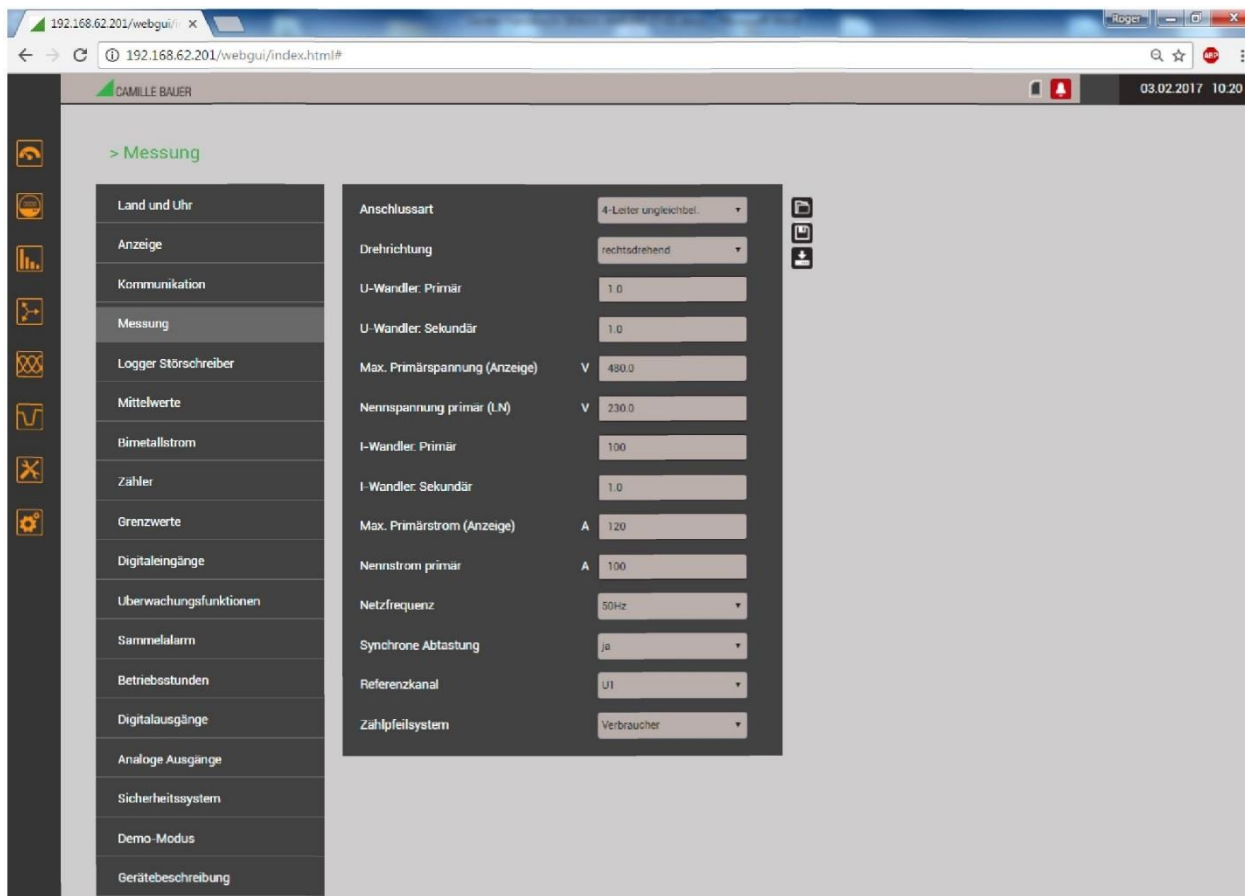 192.168.62.201/webgui/i
Roger
192.168.62.201/webgui/index.html#
ABP
CAMILLE BAUER
03.02.2017 10:20
> Messung
Land und Uhr
Anzeige
Kommunikation
Messung
Logger Störschreiber
Mittelwerte
Bimetallstrom
Zähler
Grenzwerte
Digitaleingänge
Überwachungsfunktionen
Sammelalarm
Betriebsstunden
Digitalausgänge
Analoge Ausgänge
Sicherheitssystem
Demo-Modus
Gerätebeschreibung
Anschlussart 4-Leiter ungleichbel.
Drehrichtung rechtsdrehend
U-Wandler: Primär 1.0
U-Wandler: Sekundär 1.0
Max. Primärspannung (Anzeige) V 480.0
Nennspannung primär (LN) V 230.0
I-Wandler: Primär 100
I-Wandler: Sekundär 1.0
Max. Primärstrom (Anzeige) A 120
Nennstrom primär A 100
Netzfrequenz 50Hz
Synchrone Abtastung ja
Referenzkanal U1
Zählpfeilsystem Verbraucher